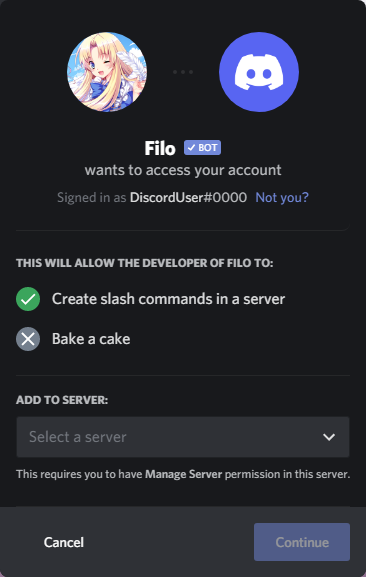 Filo BOT
wants to access your account
Signed in as DiscordUser#0000 Not you?
THIS WILL ALLOW THE DEVELOPER OF FILO TO:
Create slash commands in a server
Bake a cake
ADD TO SERVER:
Select a server
This requires you to have Manage Server permission in this server.
Cancel Continue